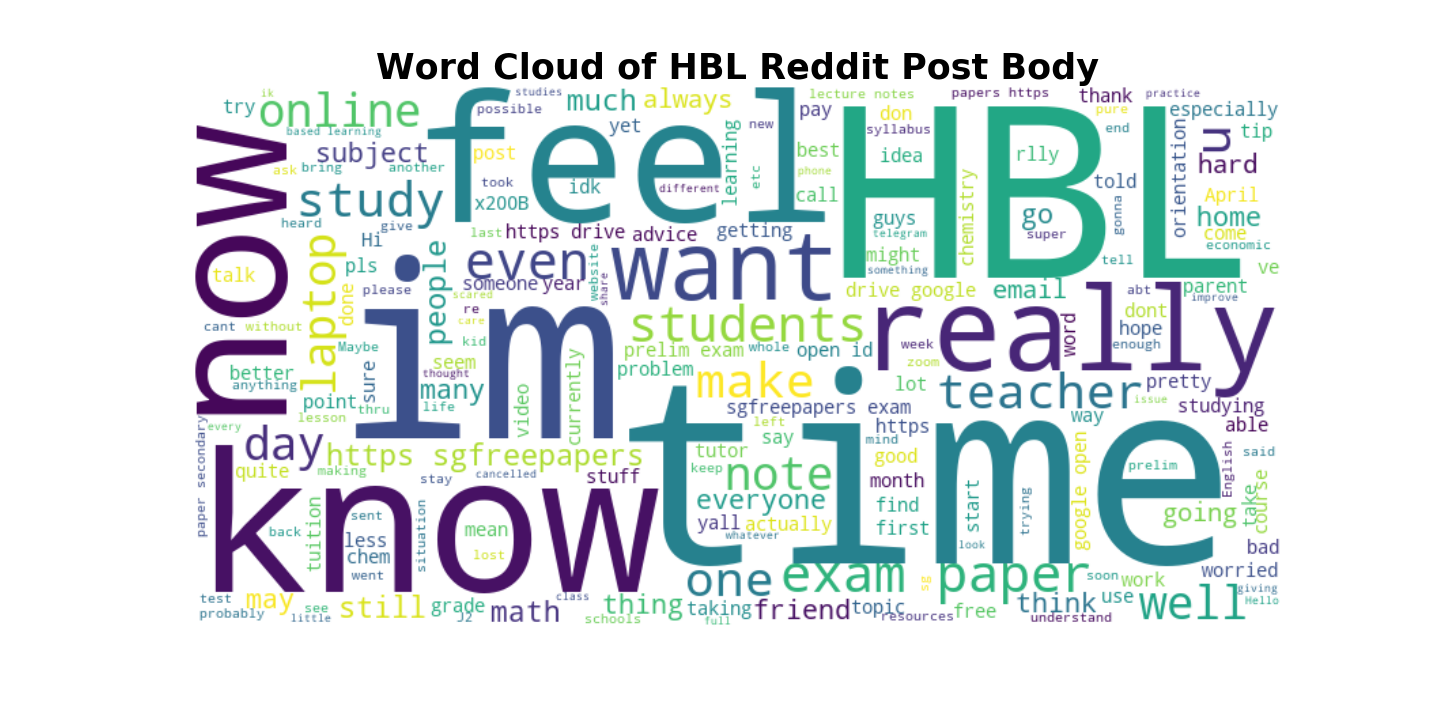 Word Cloud of HBL Reddit Post Body
ik
studies
try
online
possible
much
always
lecture notes
papers https
thank
practice
feel
HBL
based learning
yet
new
pay
don
pure
end
especially
tip
now
subject
post
learning
etc
best
syllabus
idea
rlly
orientation
u
hard
ask
bring
another
took
idk
different
phone
call
told
April
study
x200B
guys
chemistry
go
super
gonna
home
heard
give
last
https drive
advice
getting
telegram
come
economic
Hi
laptop
people
even
website
want
might
something
tell
ve
talk
pls
done
please
someone
year
share
drive google
email
abt
parent
improve
scared
im
re
care
students
really
word
dont
hope
enough
cant
without
Maybe
kid
prelim exam
whole
open id
week
zoom
better
anything
sure
seem
thought
currently
problem
make
time
lot
teacher
pretty
issue
point
thru
many
life
video
sgfreepapers exam
way
studying
able
every
lesson
left
https
paper secondary
day
https sgfreepapers
say
mind
google open
English
said
quite
making
stay
cancelled
stuff
tutor
keep
note
good
prelim
take
course
know
month
tuition
sent
situation
mean
everyone
find
start
trying
going
back
less
yall
actually
first
lost
whatever
look
bad
chem
went
one
exam
sg
paper
soon
work
worried
test
may
class
use
giving
probably
see
little
still
grade
J2
math
thing
schools
taking
full
friend
topic
resources
free
think
understand
well
Hello